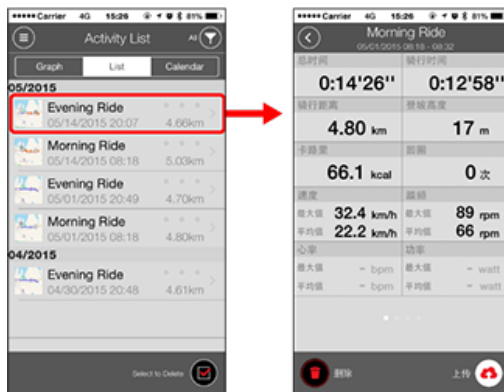 Carrier 4G 15:26 81%
Activity List
All
Graph List Calendar
05/2015
Evening Ride
05/14/2015 20:07 4.66km
Morning Ride
05/14/2015 08:18 5.03km
Evening Ride
05/01/2015 20:49 4.70km
Morning Ride
05/01/2015 08:18 4.80km
04/2015
Evening Ride
04/30/2015 20:48 4.61km
Select to Delete
Carrier 4G 15:26 81%
Morning Ride
05/01/2015 08:18 - 08:32
总时间 骑行时间
0:14'26'' 0:12'58''
骑行距离 登坡高度
4.80 km 17 m
卡路里
66.1 kcal 0 次
速度 踏频
最大值 32.4 km/h 最大值 89 rpm
平均值 22.2 km/h 平均值 66 rpm
心率 功率
最大值 - bpm 最大值 - watt
平均值 - bpm 平均值 - watt
删除 上传